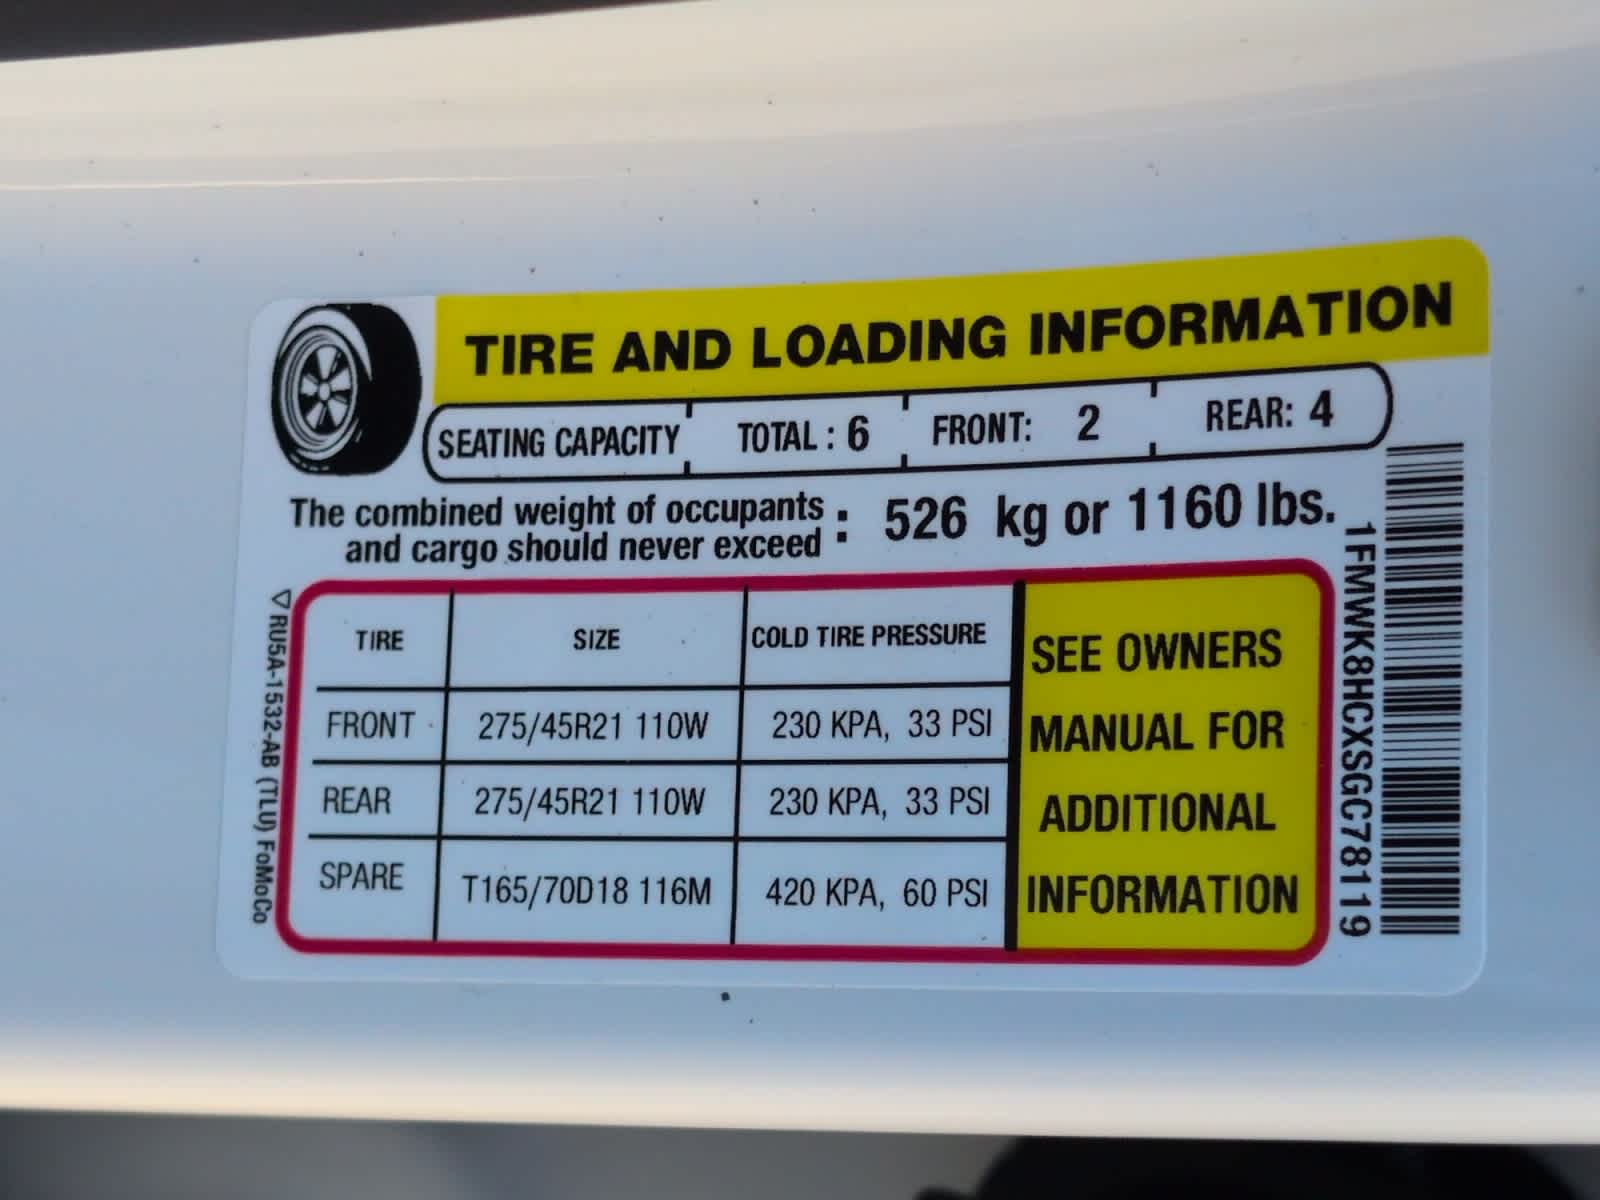 TIRE AND LOADING INFORMATION
SEATING CAPACITY TOTAL : 6 FRONT: 2 REAR: 4
The combined weight of occupants
and cargo should never exceed : 526 kg or 1160 lbs.
TIRE SIZE COLD TIRE PRESSURE
FRONT 275/45R21 110W 230 KPA, 33 PSI
REAR 275/45R21 110W 230 KPA, 33 PSI
SPARE T165/70D18 116M 420 KPA, 60 PSI
SEE OWNERS
MANUAL FOR
ADDITIONAL
INFORMATION
RU5A-1532-AB (TLU) FoMoCo
1FMWK8HCXSGC78119